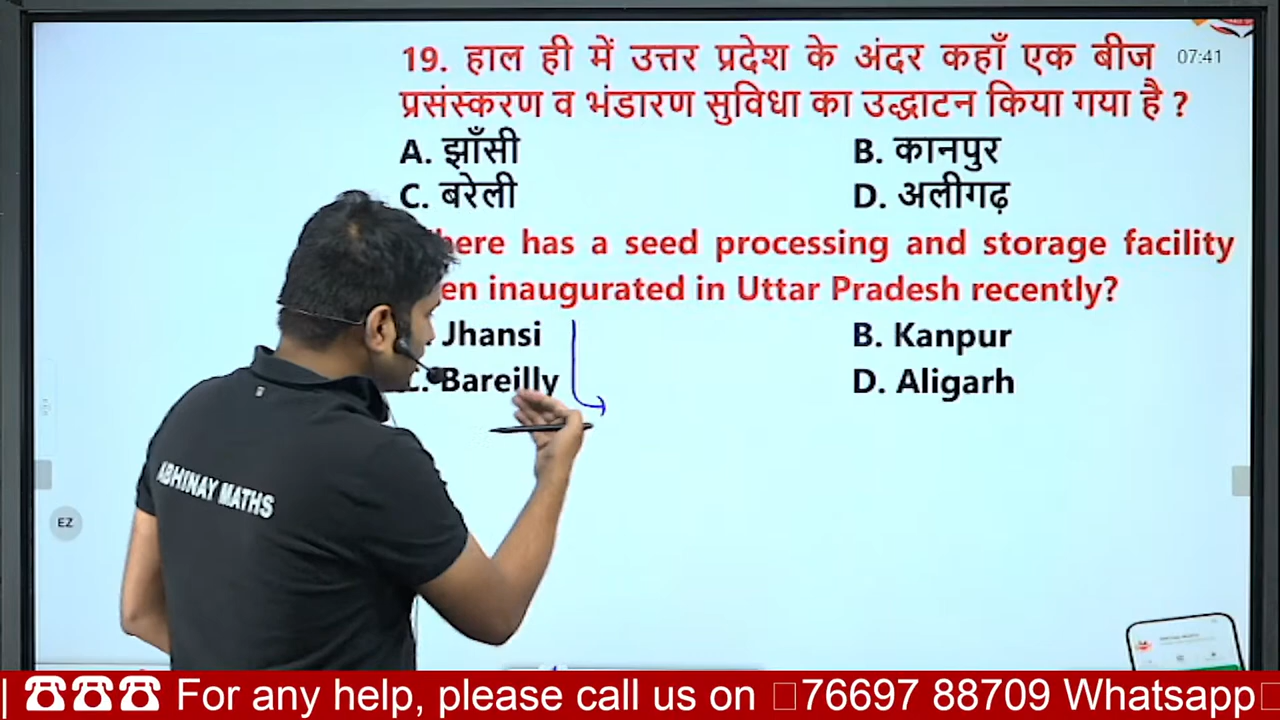 19. हाल ही में उत्तर प्रदेश के अंदर कहाँ एक बीज
07:41
प्रसंस्करण व भंडारण सुविधा का उद्धाटन किया गया है ?
A. झाँसी B. कानपुर
C. बरेली D. अलीगढ़
has a seed processing and storage facility
inaugurated in Uttar Pradesh recently?
Jhansi B. Kanpur
C. Bareilly D. Aligarh
ABHINAY MATHS
EZ
| ☎☎☎ For any help, please call us on 76697 88709 Whatsapp